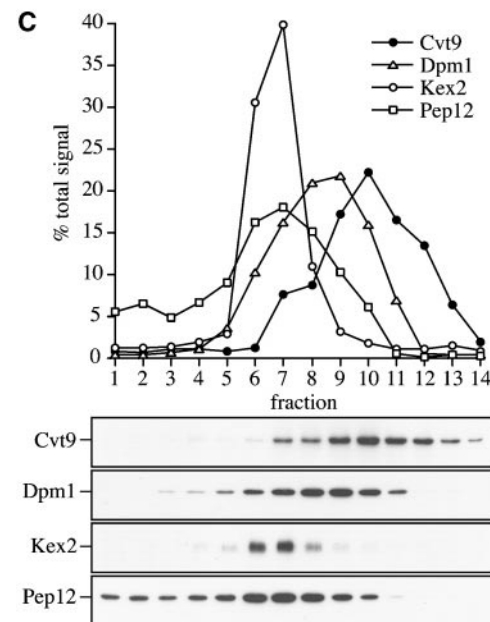 C
% total signal
40
35
30
25
20
15
10
5
0
Cvt9
Dpm1
Kex2
Pep12
1 2 3 4 5 6 7 8 9 10 11 12 13 14
fraction
Cvt9
Dpm1
Kex2
Pep12